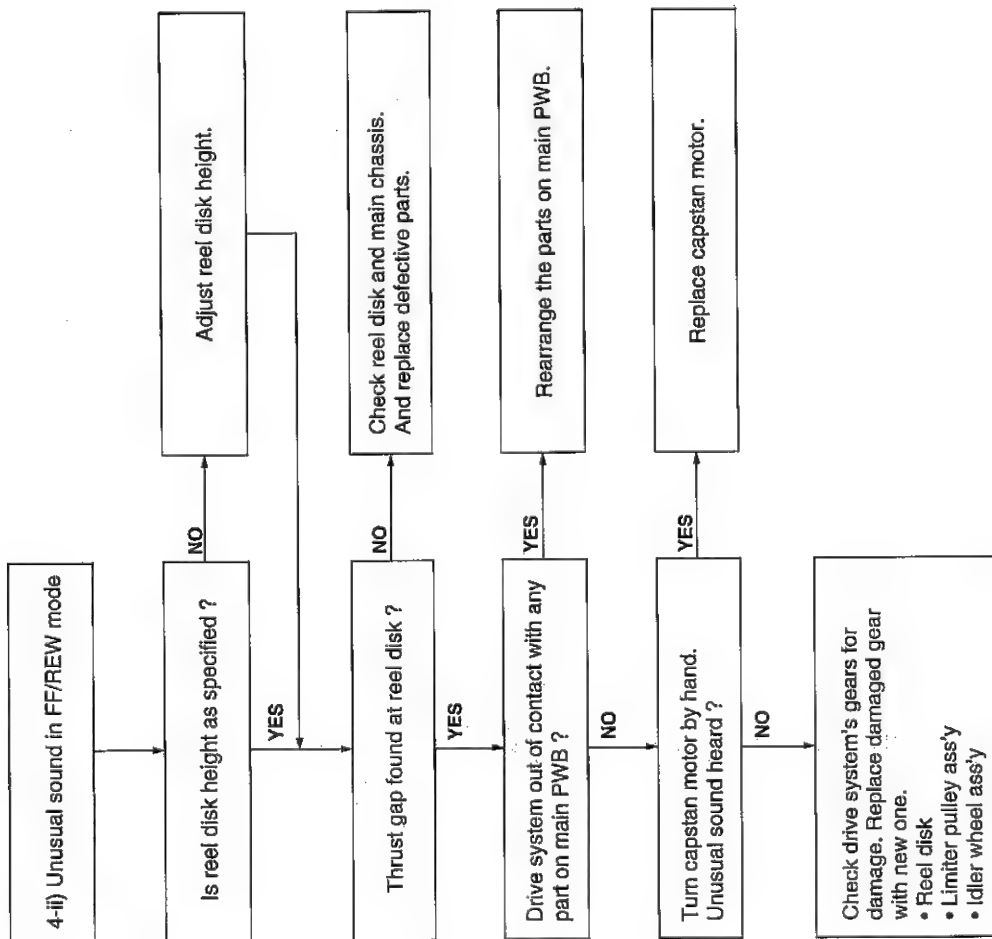 4-ii) Unusual sound in FF/REW mode
Is reel disk height as specified ?
NO
Adjust reel disk height.
YES
Thrust gap found at reel disk ?
NO
Check reel disk and main chassis.
And replace defective parts.
YES
Drive system out of contact with any
part on main PWB ?
YES
Rearrange the parts on main PWB.
NO
Turn capstan motor by hand.
Unusual sound heard ?
YES
Replace capstan motor.
NO
Check drive system's gears for
damage. Replace damaged gear
with new one.
• Reel disk
• Limiter pulley ass'y
• Idler wheel ass'y